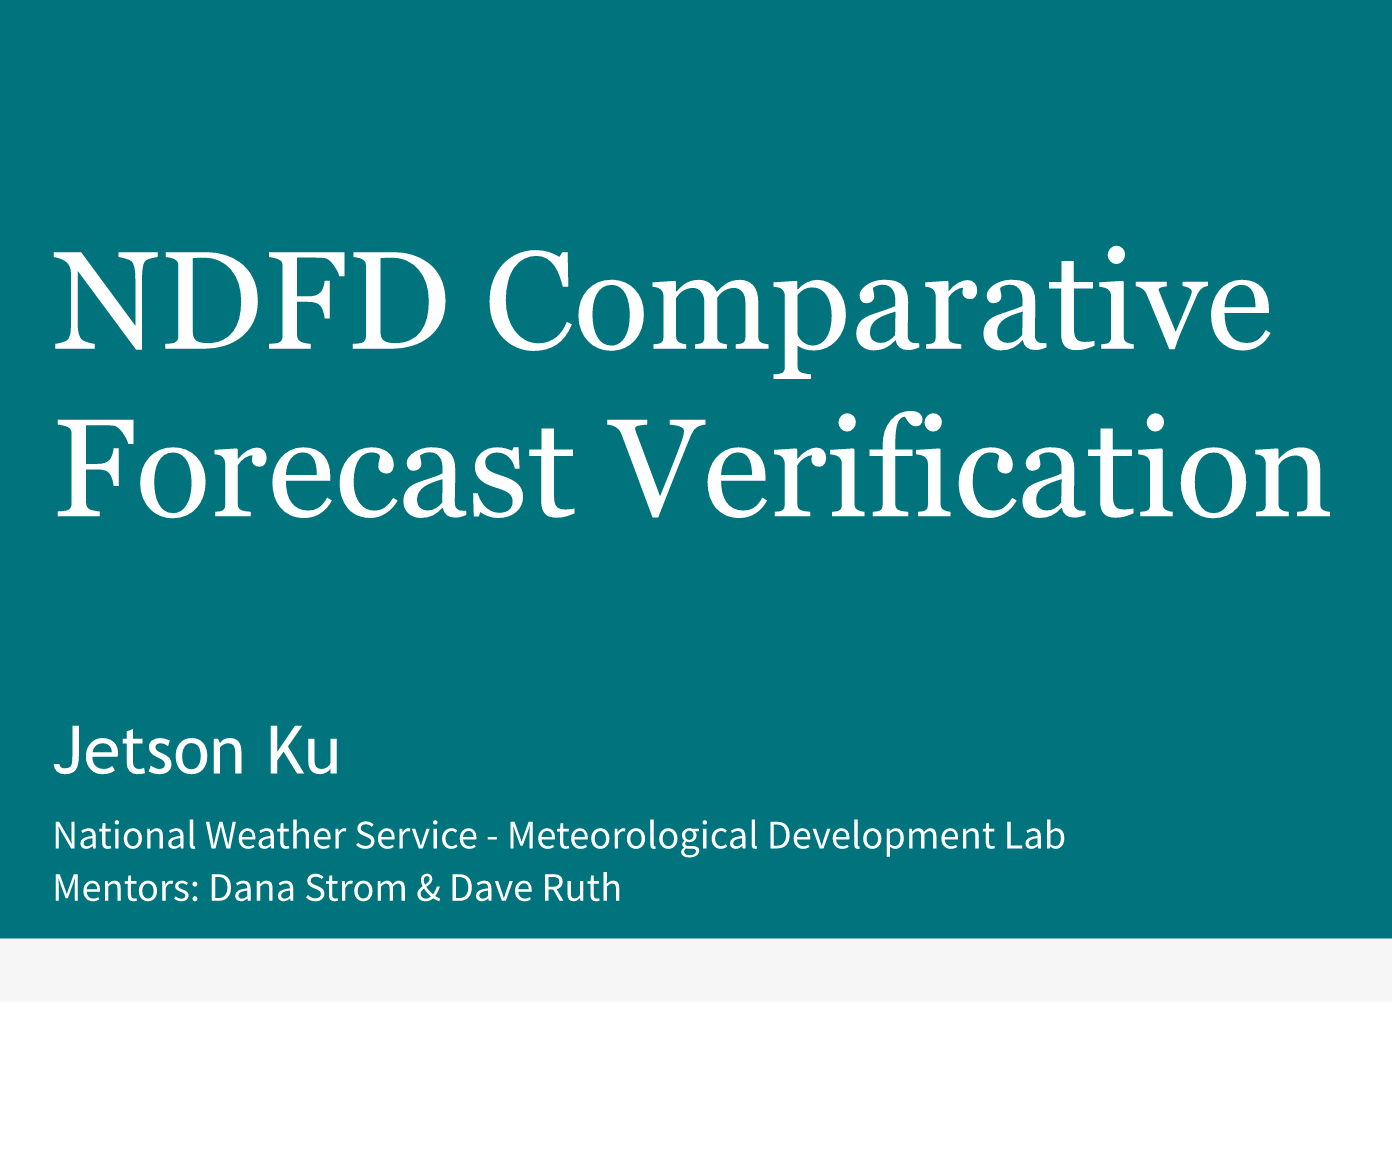 NDFD Comparative
Forecast Verification
Jetson Ku
National Weather Service - Meteorological Development Lab
Mentors: Dana Strom & Dave Ruth